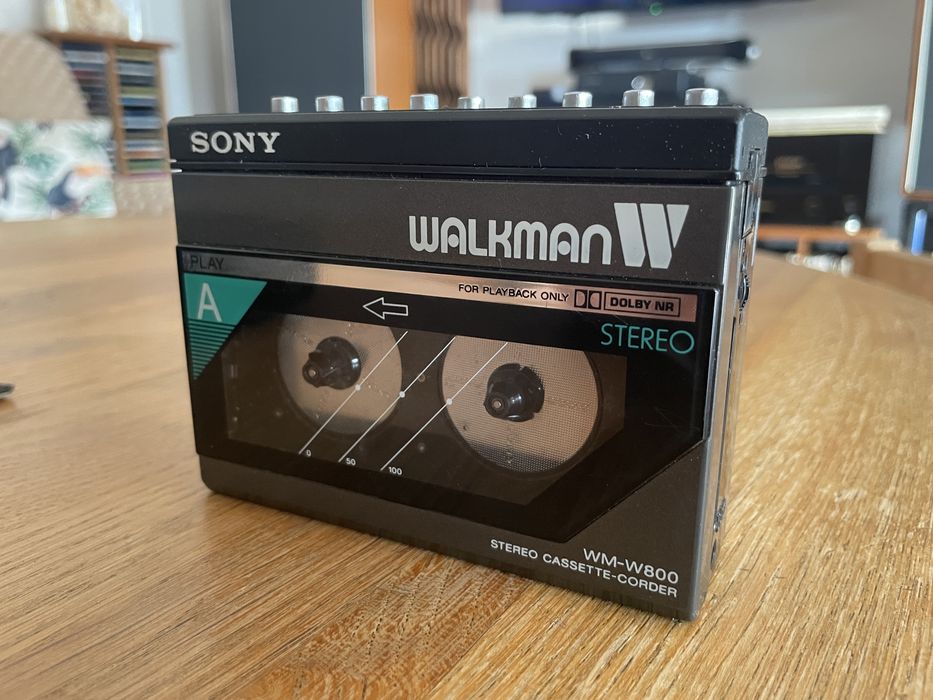 SONY
WALKMAN W
PLAY
A
FOR PLAYBACK ONLY DOLBY NR
STEREO
0
50
100
WM-W800
STEREO CASSETTE-CORDER